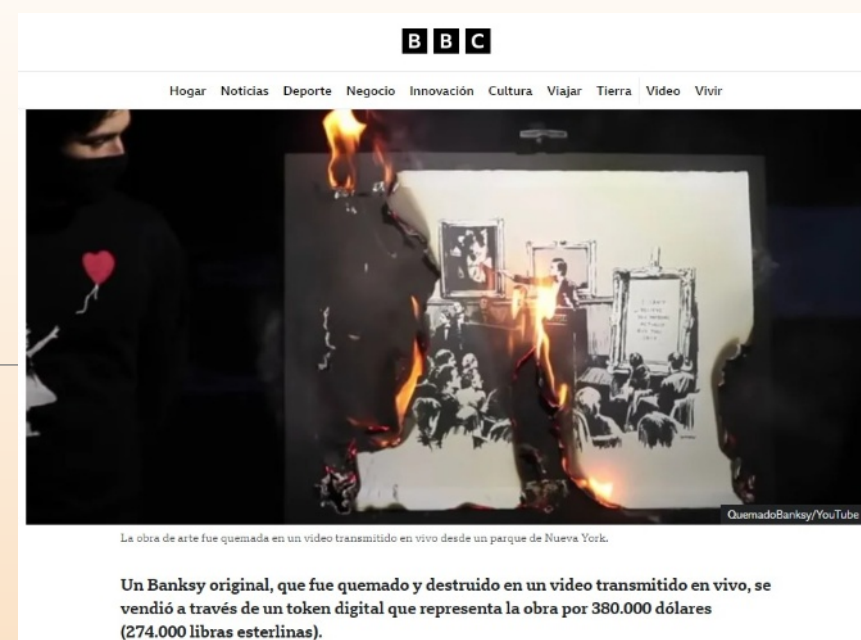 BBC
Hogar Noticias Deporte Negocio Innovación Cultura Viajar Tierra Video Vivir
QuemadoBanksy/YouTube
La obra de arte fue quemada en un video transmitido en vivo desde un parque de Nueva York.
Un Banksy original, que fue quemado y destruido en un video transmitido en vivo, se
vendió a través de un token digital que representa la obra por 380.000 dólares
(274.000 libras esterlinas).